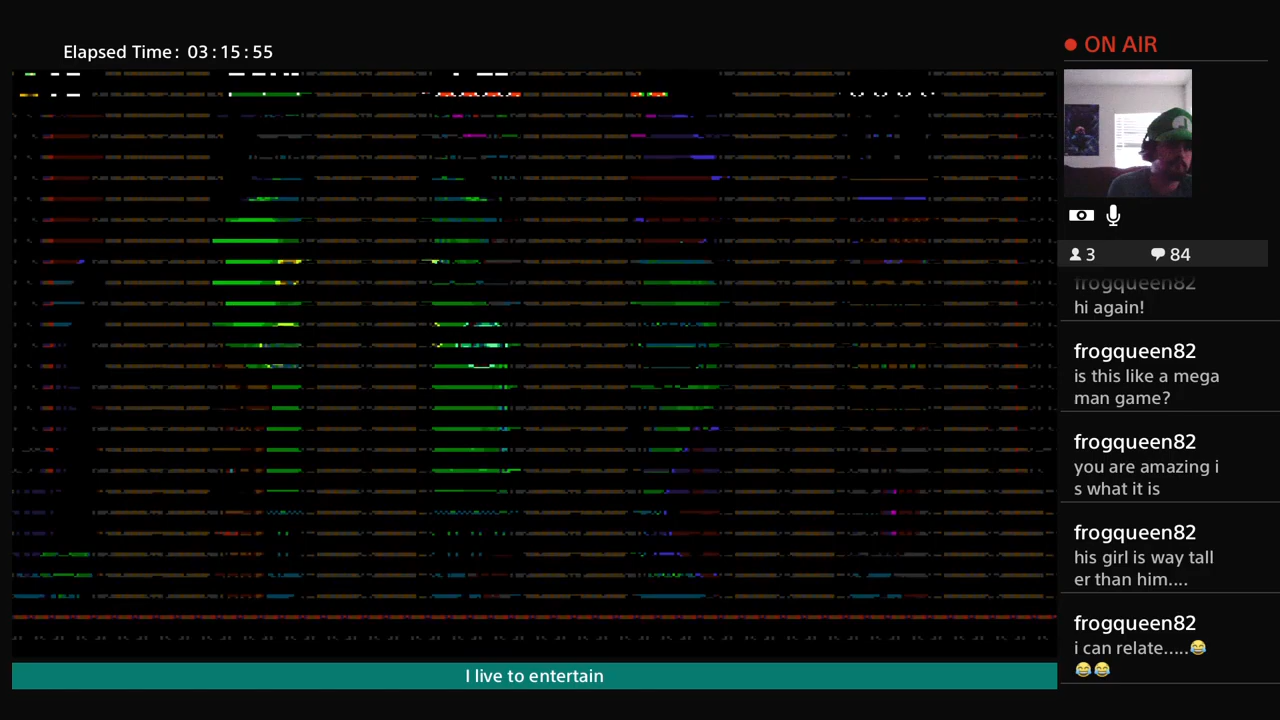 Elapsed Time: 03:15:55
ON AIR
3 84
frogqueen82
hi again!
frogqueen82
is this like a mega
man game?
frogqueen82
you are amazing i
s what it is
frogqueen82
his girl is way tall
er than him....
frogqueen82
i can relate.....😂
😂😂
I live to entertain